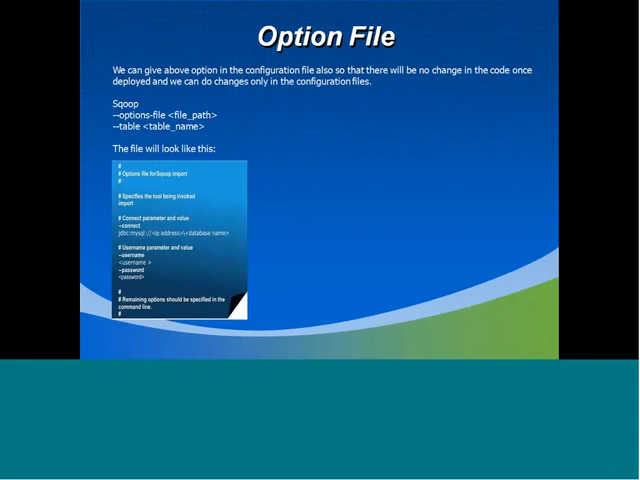 Option File
We can give above option in the configuration file also so that there will be no change in the code once
deployed and we can do changes only in the configuration files.
Sqoop
--options-file <file_path>
--table <table_name>
The file will look like this:
#
# Options file forSqoop import
#
# Specifies the tool being invoked
import
# Connect parameter and value
--connect
jdbc:mysql://<ip address>\<database name>
# Username parameter and value
--username
<username >
--password
<password>
#
# Remaining options should be specified in the
command line.
#